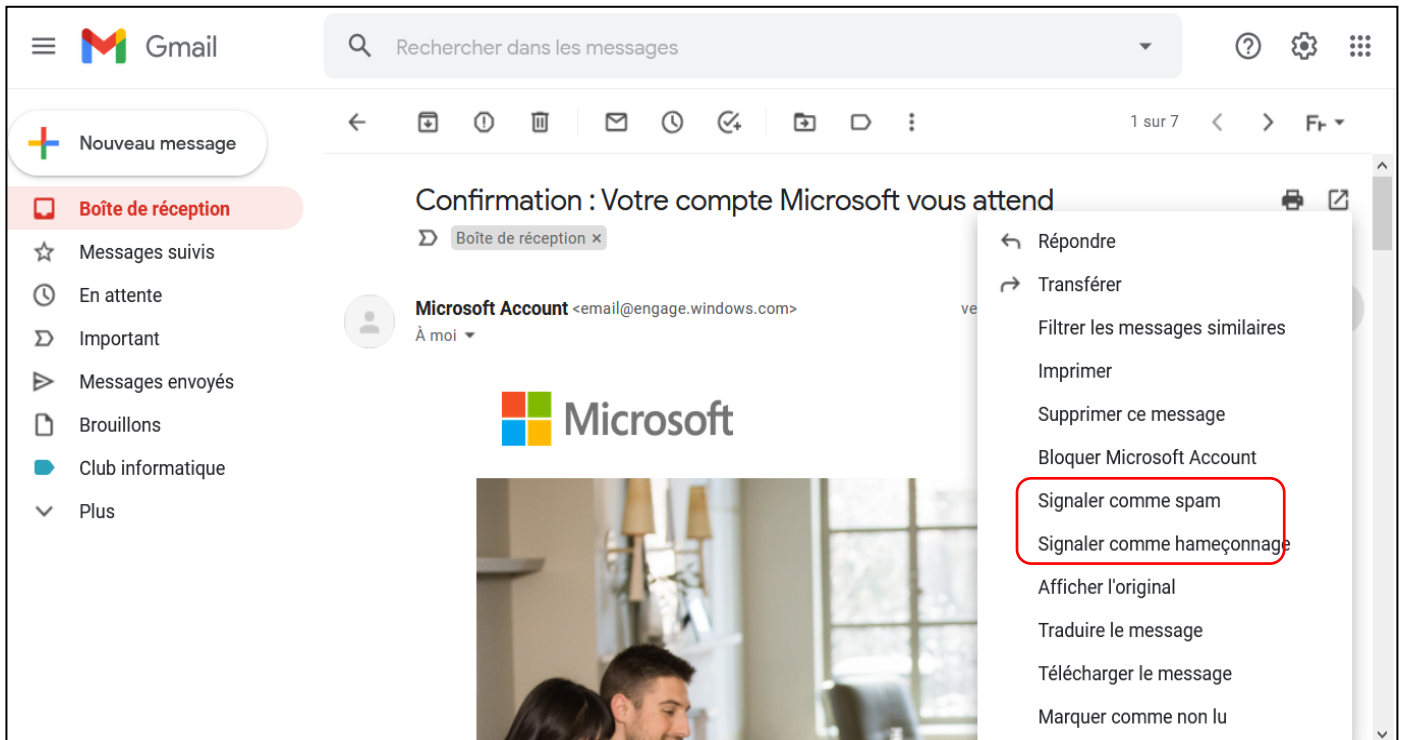 Gmail
Rechercher dans les messages
Nouveau message
1 sur 7
Boîte de réception
Messages suivis
En attente
Important
Messages envoyés
Brouillons
Club informatique
Plus
Confirmation : Votre compte Microsoft vous attend
Boîte de réception ×
Microsoft Account <email@engage.windows.com>
ve
À moi
Microsoft
Répondre
Transférer
Filtrer les messages similaires
Imprimer
Supprimer ce message
Bloquer Microsoft Account
Signaler comme spam
Signaler comme hameçonnage
Afficher l'original
Traduire le message
Télécharger le message
Marquer comme non lu